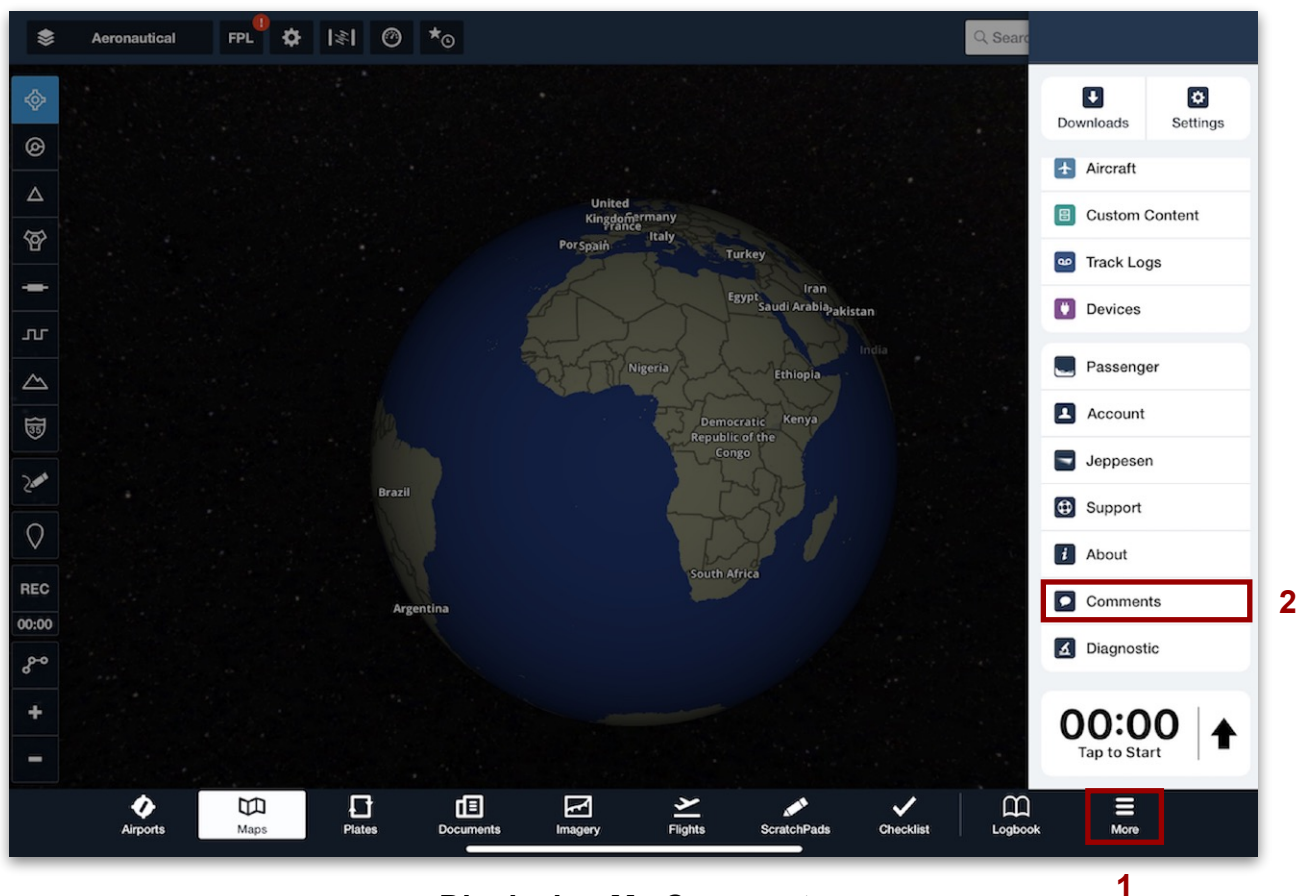 Aeronautical
FPL
!
Downloads
Settings
Aircraft
Custom Content
Track Logs
Devices
Passenger
Account
Jeppesen
Support
About
Comments
2
Diagnostic
00:00
Tap to Start
35
REC
00:00
United
Kingdom
Germany
France
Spain
Italy
Turkey
Iran
Egypt
Saudi Arabia
Pakistan
India
Nigeria
Ethiopia
Democratic
Republic of the
Congo
Kenya
Brazil
South Africa
Argentina
Airports
Maps
Plates
Documents
Imagery
Flights
ScratchPads
Checklist
Logbook
More
1